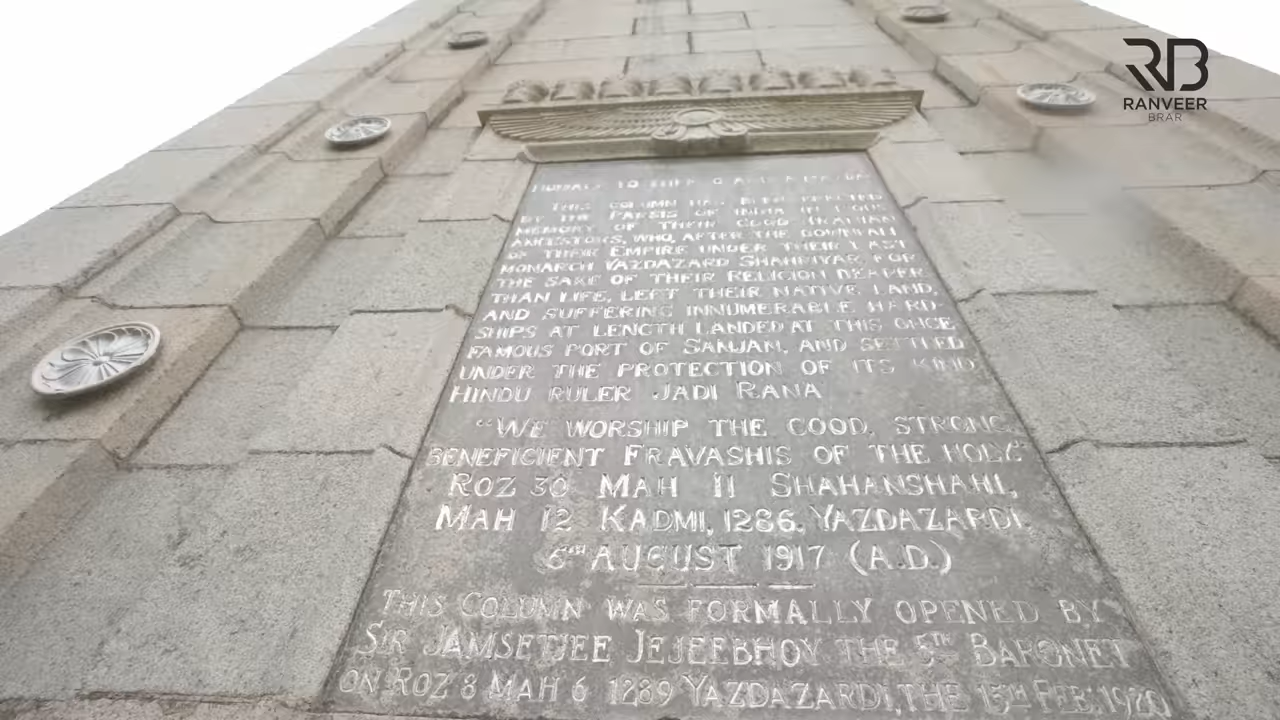 HOMAGE TO THEE O AHURA MAZDA!
THIS COLUMN HAS BEEN ERECTED
BY THE PARSIS OF INDIA IN
MEMORY OF THEIR GOOD IRANIAN
ANCESTORS, WHO, AFTER THE DOWNFALL
OF THEIR EMPIRE UNDER THEIR LAST
MONARCH YAZDAZARD SHAHRIYAR, FOR
THE SAKE OF THEIR RELIGION DEARER
THAN LIFE, LEFT THEIR NATIVE LAND,
AND SUFFERING INNUMERABLE HARD-
SHIPS AT LENGTH LANDED AT THIS ONCE
FAMOUS PORT OF SANJAN, AND SETTLED
UNDER THE PROTECTION OF ITS KIND
HINDU RULER JADI RANA
"WE WORSHIP THE GOOD, STRONG,
BENEFICIENT FRAVASHIS OF THE HOLY"
ROZ 30 MAH 11 SHAHANSHAHI,
MAH 12 KADMI, 1286. YAZDAZARDI.
6TH AUGUST 1917 (A.D.)
THIS COLUMN WAS FORMALLY OPENED BY
SIR JAMSETJEE JEJEEBHOY THE 5TH BARONET
ON ROZ 8 MAH 6 1289 YAZDAZARDI, THE 15TH FEB. 1920
RB
RANVEER
BRAR